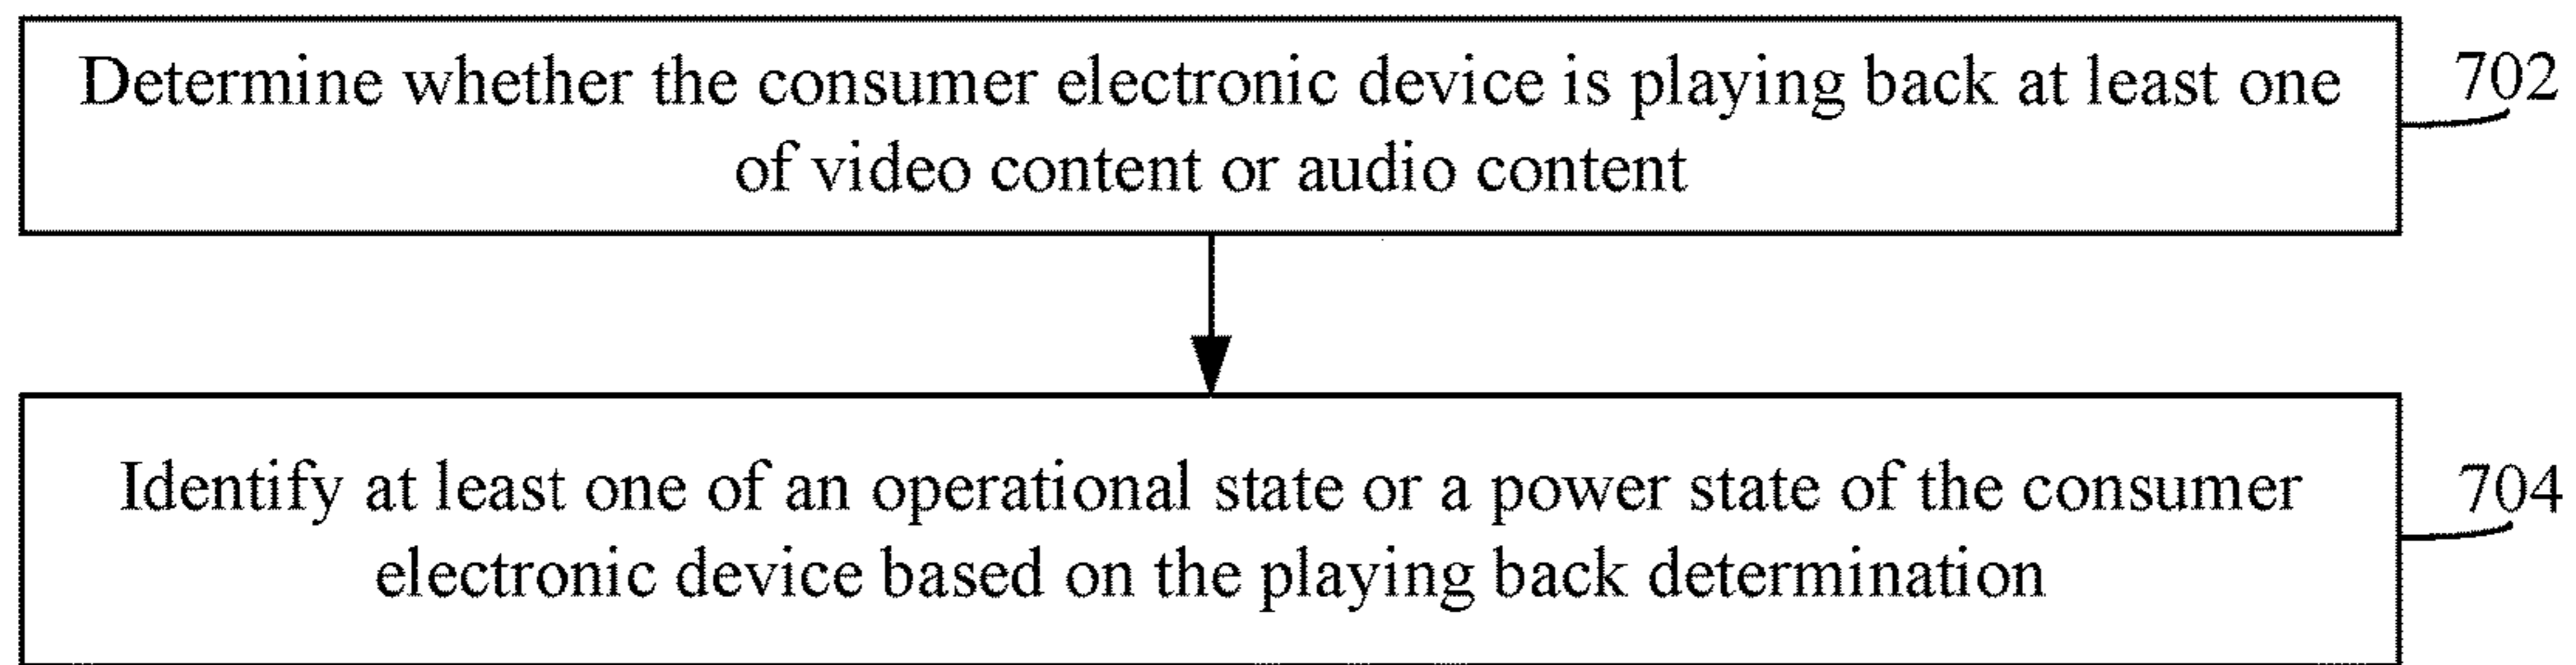 Determine whether the consumer electronic device is playing back at least one
of video content or audio content
702
Identify at least one of an operational state or a power state of the consumer
electronic device based on the playing back determination
704